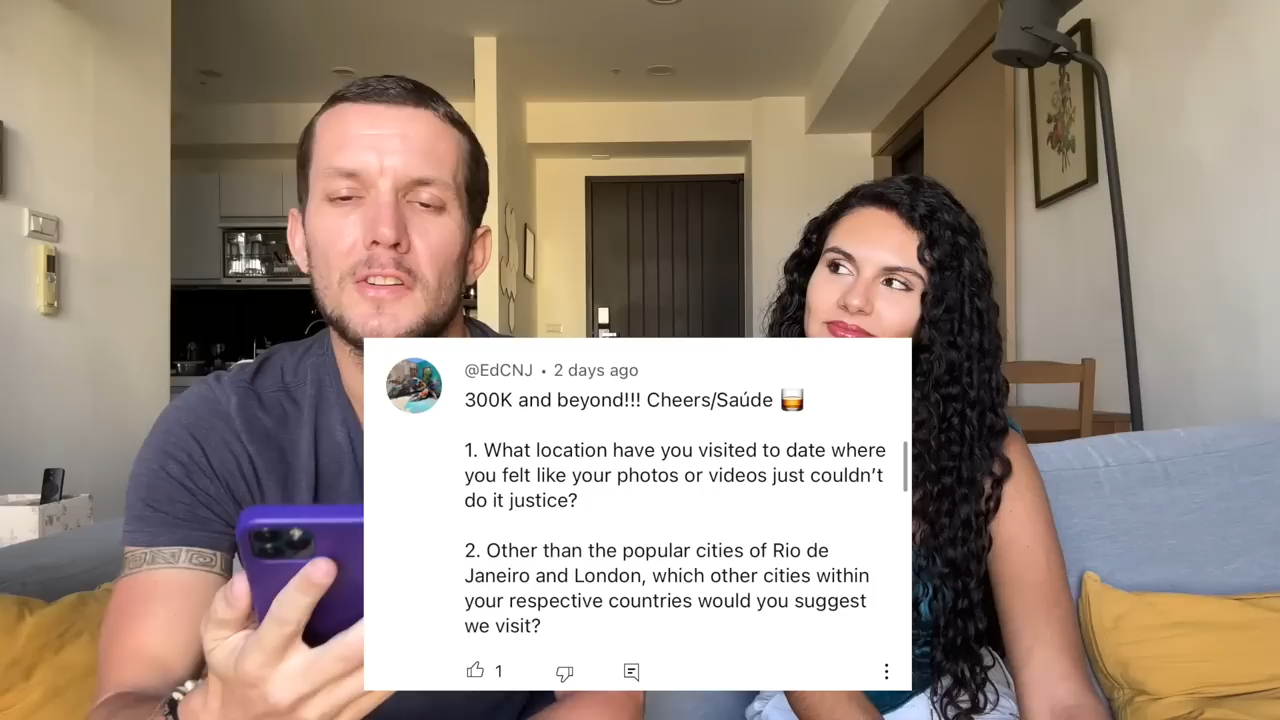 @EdCNJ • 2 days ago
300K and beyond!!! Cheers/Saúde 🥃
1. What location have you visited to date where
you felt like your photos or videos just couldn’t
do it justice?
2. Other than the popular cities of Rio de
Janeiro and London, which other cities within
your respective countries would you suggest
we visit?
1